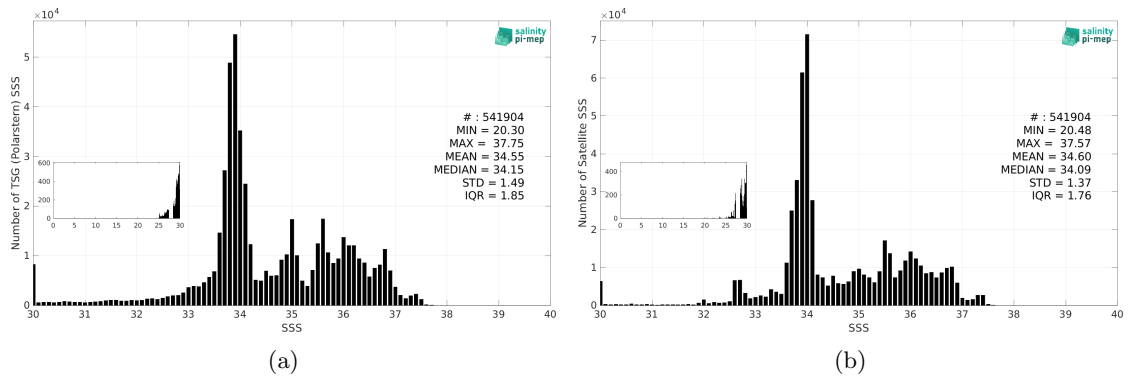 ×10⁴
salinity
pi-mep
Number of TSG (Polarstern) SSS
5
4
3
2
1
0
# : 541904
MIN = 20.30
MAX = 37.75
MEAN = 34.55
MEDIAN = 34.15
STD = 1.49
IQR = 1.85
600
400
200
0
0 5 10 15 20 25 30
30 31 32 33 34 35 36 37 38 39 40
SSS
(a)
×10⁴
salinity
pi-mep
Number of Satellite SSS
7
6
5
4
3
2
1
0
# : 541904
MIN = 20.48
MAX = 37.57
MEAN = 34.60
MEDIAN = 34.09
STD = 1.37
IQR = 1.76
400
200
0
0 5 10 15 20 25 30
30 31 32 33 34 35 36 37 38 39 40
SSS
(b)